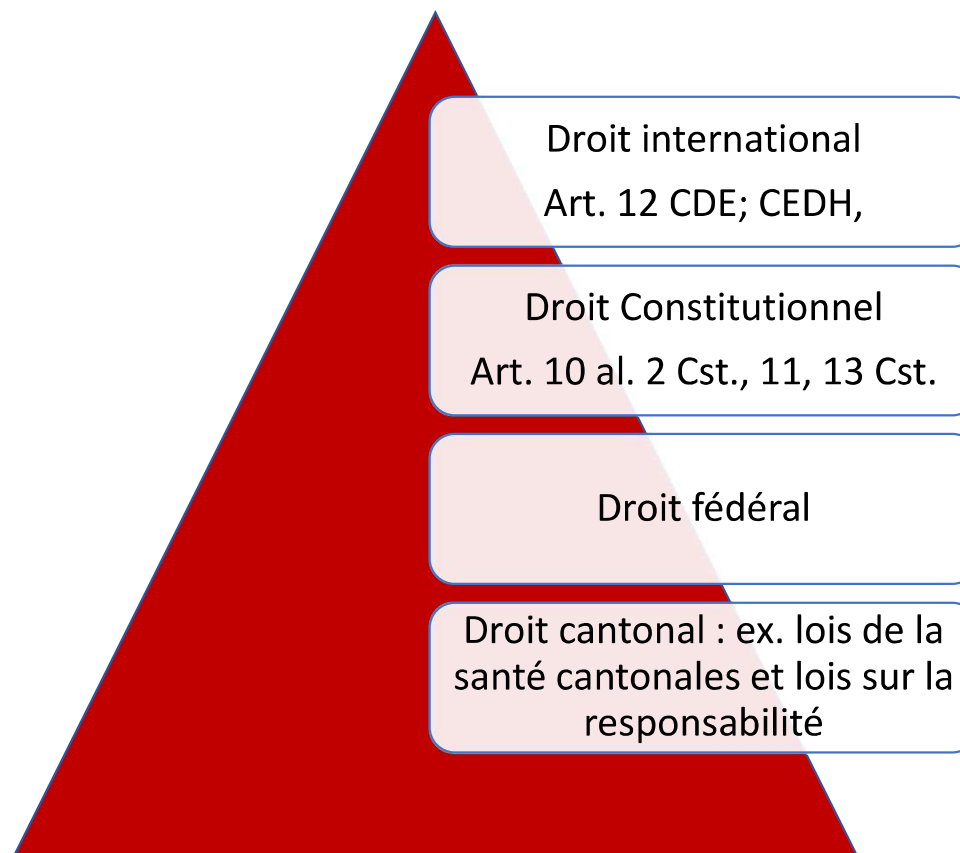 Droit international
Art. 12 CDE; CEDH,
Droit Constitutionnel
Art. 10 al. 2 Cst., 11, 13 Cst.
Droit fédéral
Droit cantonal : ex. lois de la
santé cantonales et lois sur la
responsabilité